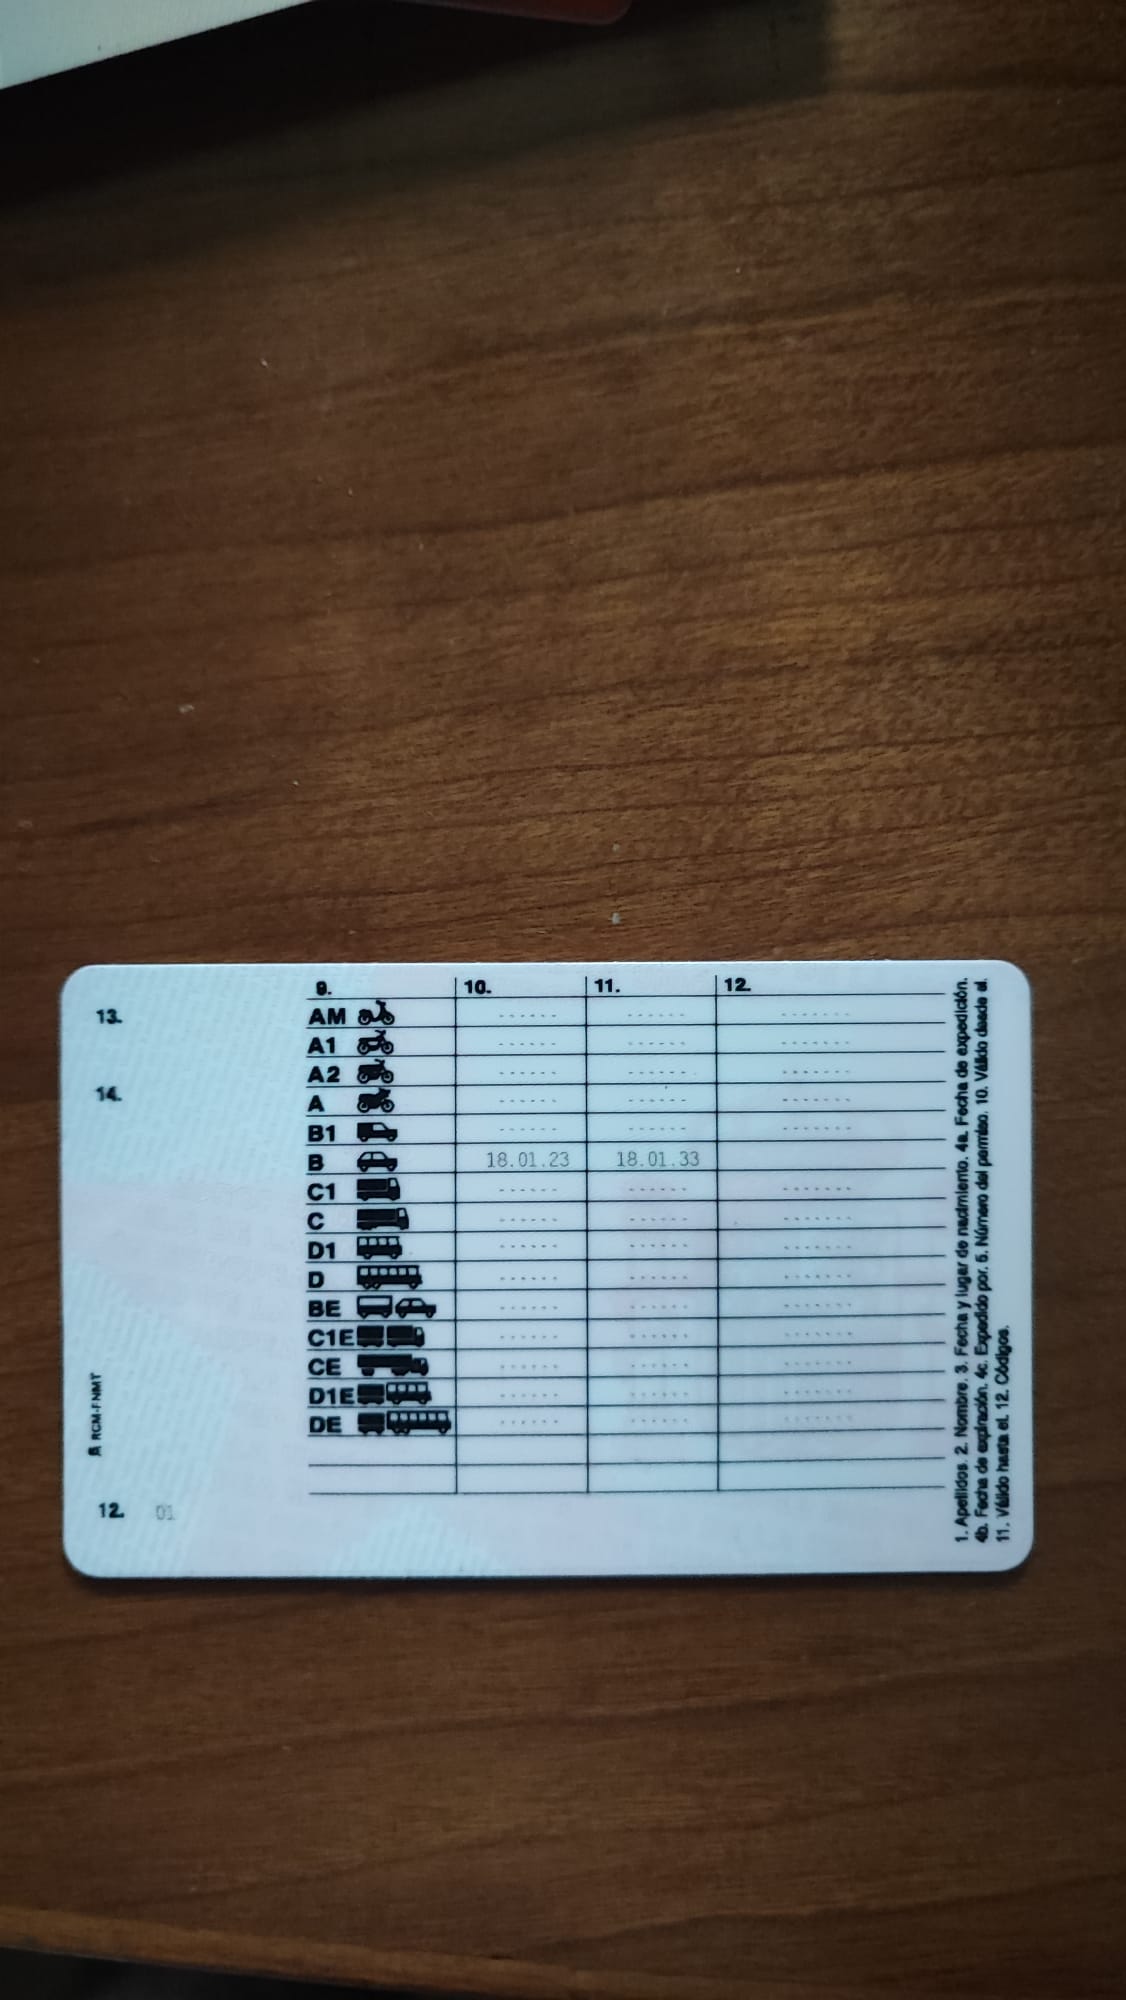 13.
14.
RCM-FNMT
12. 01
9. 10. 11. 12.
AM ------ ------ -------
A1 ------ ------ -------
A2 ------ ------ -------
A ------ ------ -------
B1 ------ ------ -------
B 18.01.23 18.01.33
C1 ------ ------ -------
C ------ ------ -------
D1 ------ ------ -------
D ------ ------ -------
BE ------ ------ -------
C1E ------ ------ -------
CE ------ ------ -------
D1E ------ ------ -------
DE ------ ------ -------
1. Apellidos. 2. Nombre. 3. Fecha y lugar de nacimiento. 4a. Fecha de expedición.
4b. Fecha de expiración. 4c. Expedido por. 5. Número del permiso. 10. Válido desde el.
11. Válido hasta el. 12. Códigos.